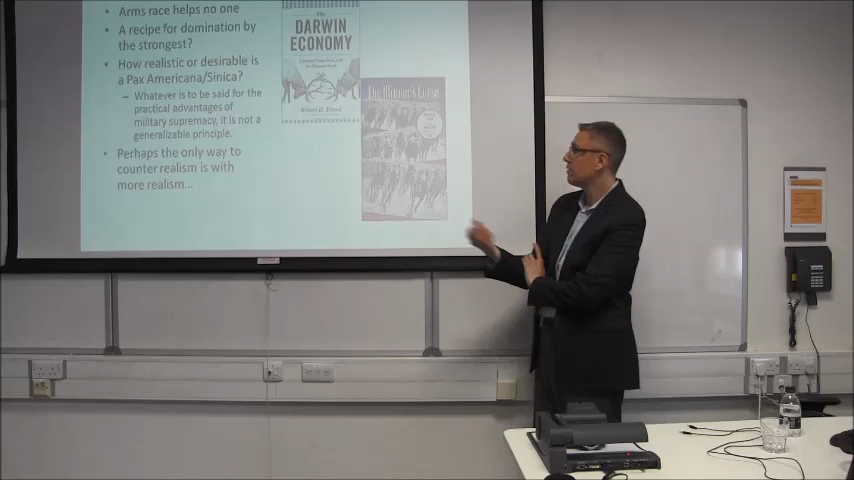 • Arms race helps no one
• A recipe for domination by
the strongest?
• How realistic or desirable is
a Pax Americana/Sinica?
– Whatever is to be said for the
practical advantages of
military supremacy, it is not a
generalizable principle.
• Perhaps the only way to
counter realism is with
more realism...
The
DARWIN
ECONOMY
Robert H. Frank
The Winner's Curse